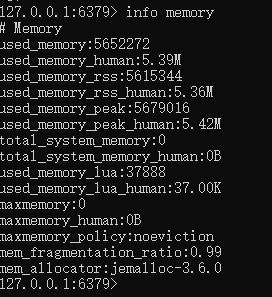 127.0.0.1:6379> info memory
# Memory
used_memory:5652272
used_memory_human:5.39M
used_memory_rss:5615344
used_memory_rss_human:5.36M
used_memory_peak:5679016
used_memory_peak_human:5.42M
total_system_memory:0
total_system_memory_human:0B
used_memory_lua:37888
used_memory_lua_human:37.00K
maxmemory:0
maxmemory_human:0B
maxmemory_policy:noeviction
mem_fragmentation_ratio:0.99
mem_allocator:jemalloc-3.6.0
127.0.0.1:6379>